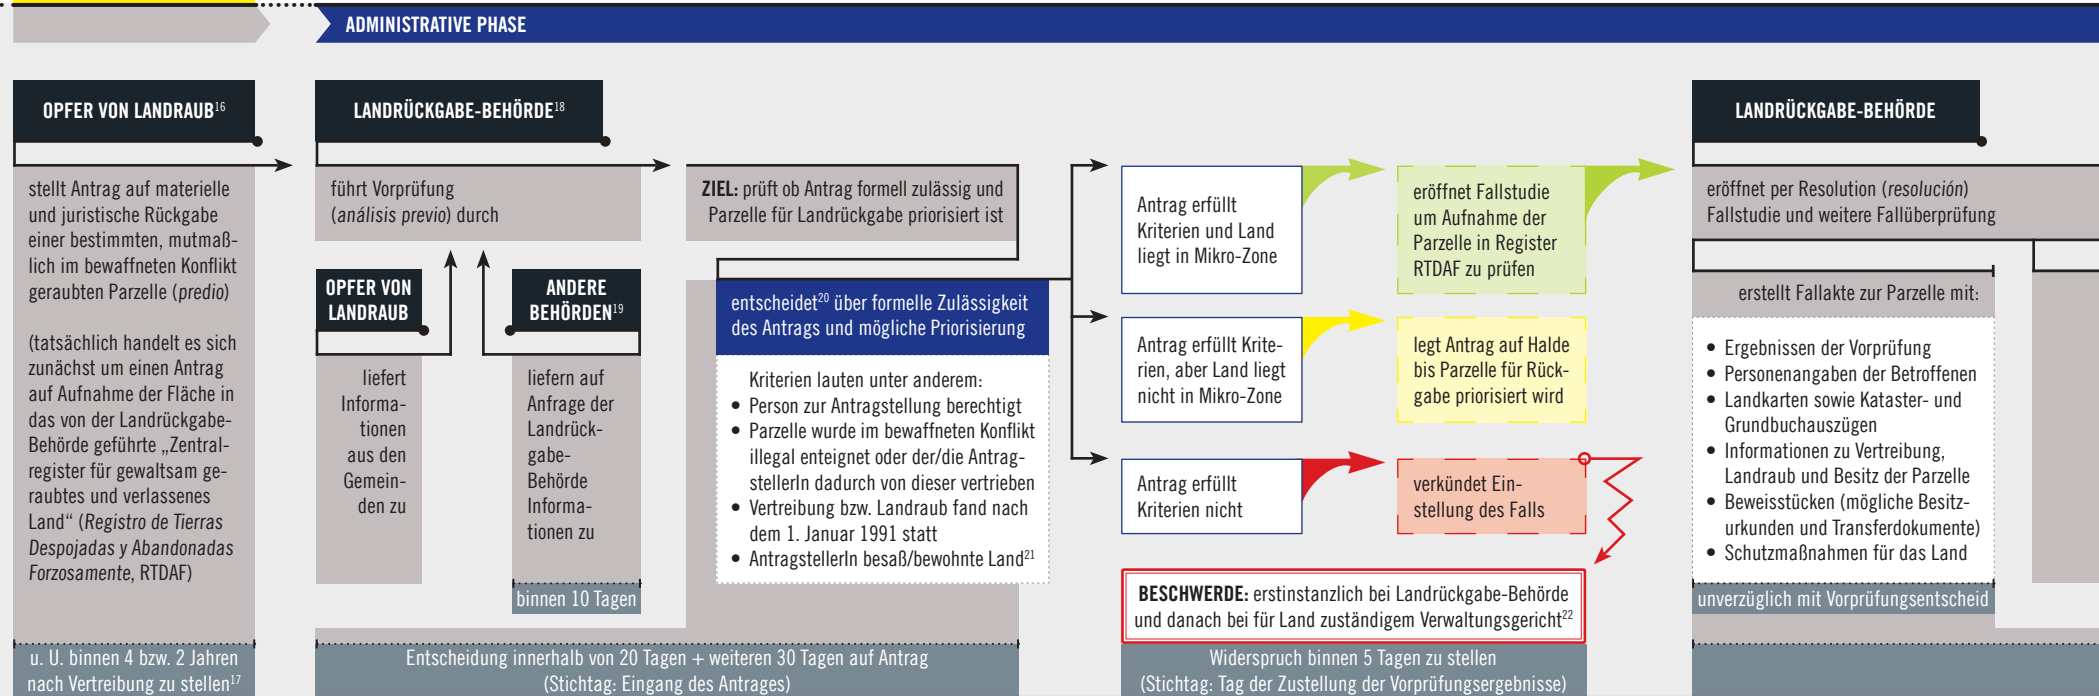 ADMINISTRATIVE PHASE
OPFER VON LANDRAUB16
stellt Antrag auf materielle
und juristische Rückgabe
einer bestimmten, mutmaß-
lich im bewaffneten Konflikt
geraubten Parzelle (predio)
(tatsächlich handelt es sich
zunächst um einen Antrag
auf Aufnahme der Fläche in
das von der Landrückgabe-
Behörde geführte „Zentral-
register für gewaltsam ge-
raubtes und verlassenes
Land“ (Registro de Tierras
Despojadas y Abandonadas
Forzosamente, RTDAF)
u. U. binnen 4 bzw. 2 Jahren
nach Vertreibung zu stellen17
LANDRÜCKGABE-BEHÖRDE18
führt Vorprüfung
(análisis previo) durch
OPFER VON
LANDRAUB
liefert
Informa-
tionen
aus den
Gemein-
den zu
ANDERE
BEHÖRDEN19
liefern auf
Anfrage der
Landrück-
gabe-
Behörde
Informa-
tionen zu
binnen 10 Tagen
ZIEL: prüft ob Antrag formell zulässig und
Parzelle für Landrückgabe priorisiert ist
entscheidet20 über formelle Zulässigkeit
des Antrags und mögliche Priorisierung
Kriterien lauten unter anderem:
• Person zur Antragstellung berechtigt
• Parzelle wurde im bewaffneten Konflikt
illegal enteignet oder der/die Antrag-
stellerIn dadurch von dieser vertrieben
• Vertreibung bzw. Landraub fand nach
dem 1. Januar 1991 statt
• AntragstellerIn besaß/bewohnte Land21
Entscheidung innerhalb von 20 Tagen + weiteren 30 Tagen auf Antrag
(Stichtag: Eingang des Antrages)
Antrag erfüllt
Kriterien und Land
liegt in Mikro-Zone
eröffnet Fallstudie
um Aufnahme der
Parzelle in Register
RTDAF zu prüfen
Antrag erfüllt Krite-
rien, aber Land liegt
nicht in Mikro-Zone
legt Antrag auf Halde
bis Parzelle für Rück-
gabe priorisiert wird
Antrag erfüllt
Kriterien nicht
verkündet Ein-
stellung des Falls
BESCHWERDE: erstinstanzlich bei Landrückgabe-Behörde
und danach bei für Land zuständigem Verwaltungsgericht22
Widerspruch binnen 5 Tagen zu stellen
(Stichtag: Tag der Zustellung der Vorprüfungsergebnisse)
LANDRÜCKGABE-BEHÖRDE
eröffnet per Resolution (resolución)
Fallstudie und weitere Fallüberprüfung
erstellt Fallakte zur Parzelle mit:
• Ergebnissen der Vorprüfung
• Personenangaben der Betroffenen
• Landkarten sowie Kataster- und
Grundbuchauszügen
• Informationen zu Vertreibung,
Landraub und Besitz der Parzelle
• Beweisstücken (mögliche Besitz-
urkunden und Transferdokumente)
• Schutzmaßnahmen für das Land
unverzüglich mit Vorprüfungsentscheid